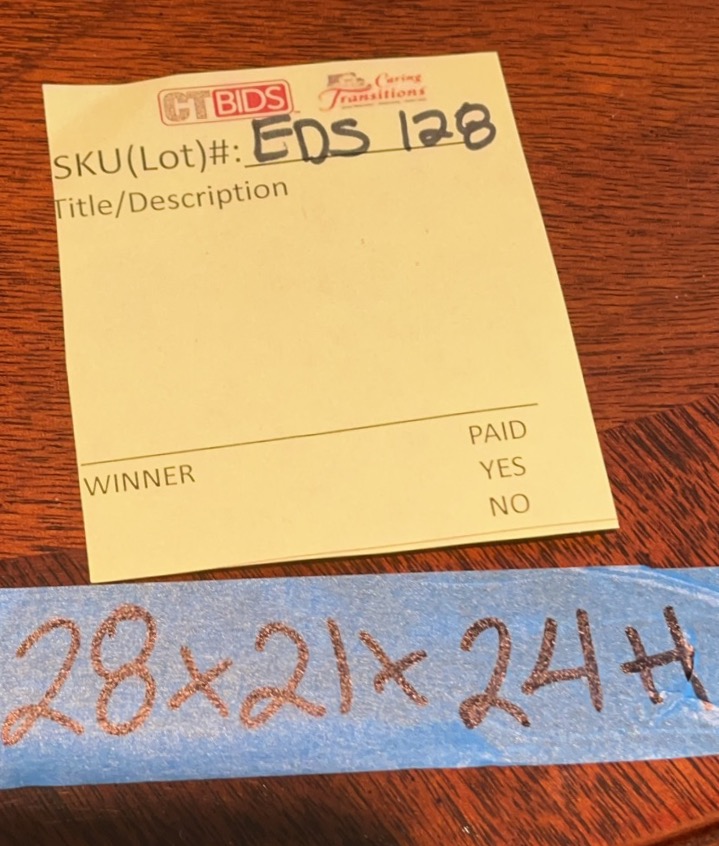 CTBIDS
Caring
Transitions
SKU(Lot)#: EDS 128
Title/Description
PAID
WINNER YES
NO
28x21x24H